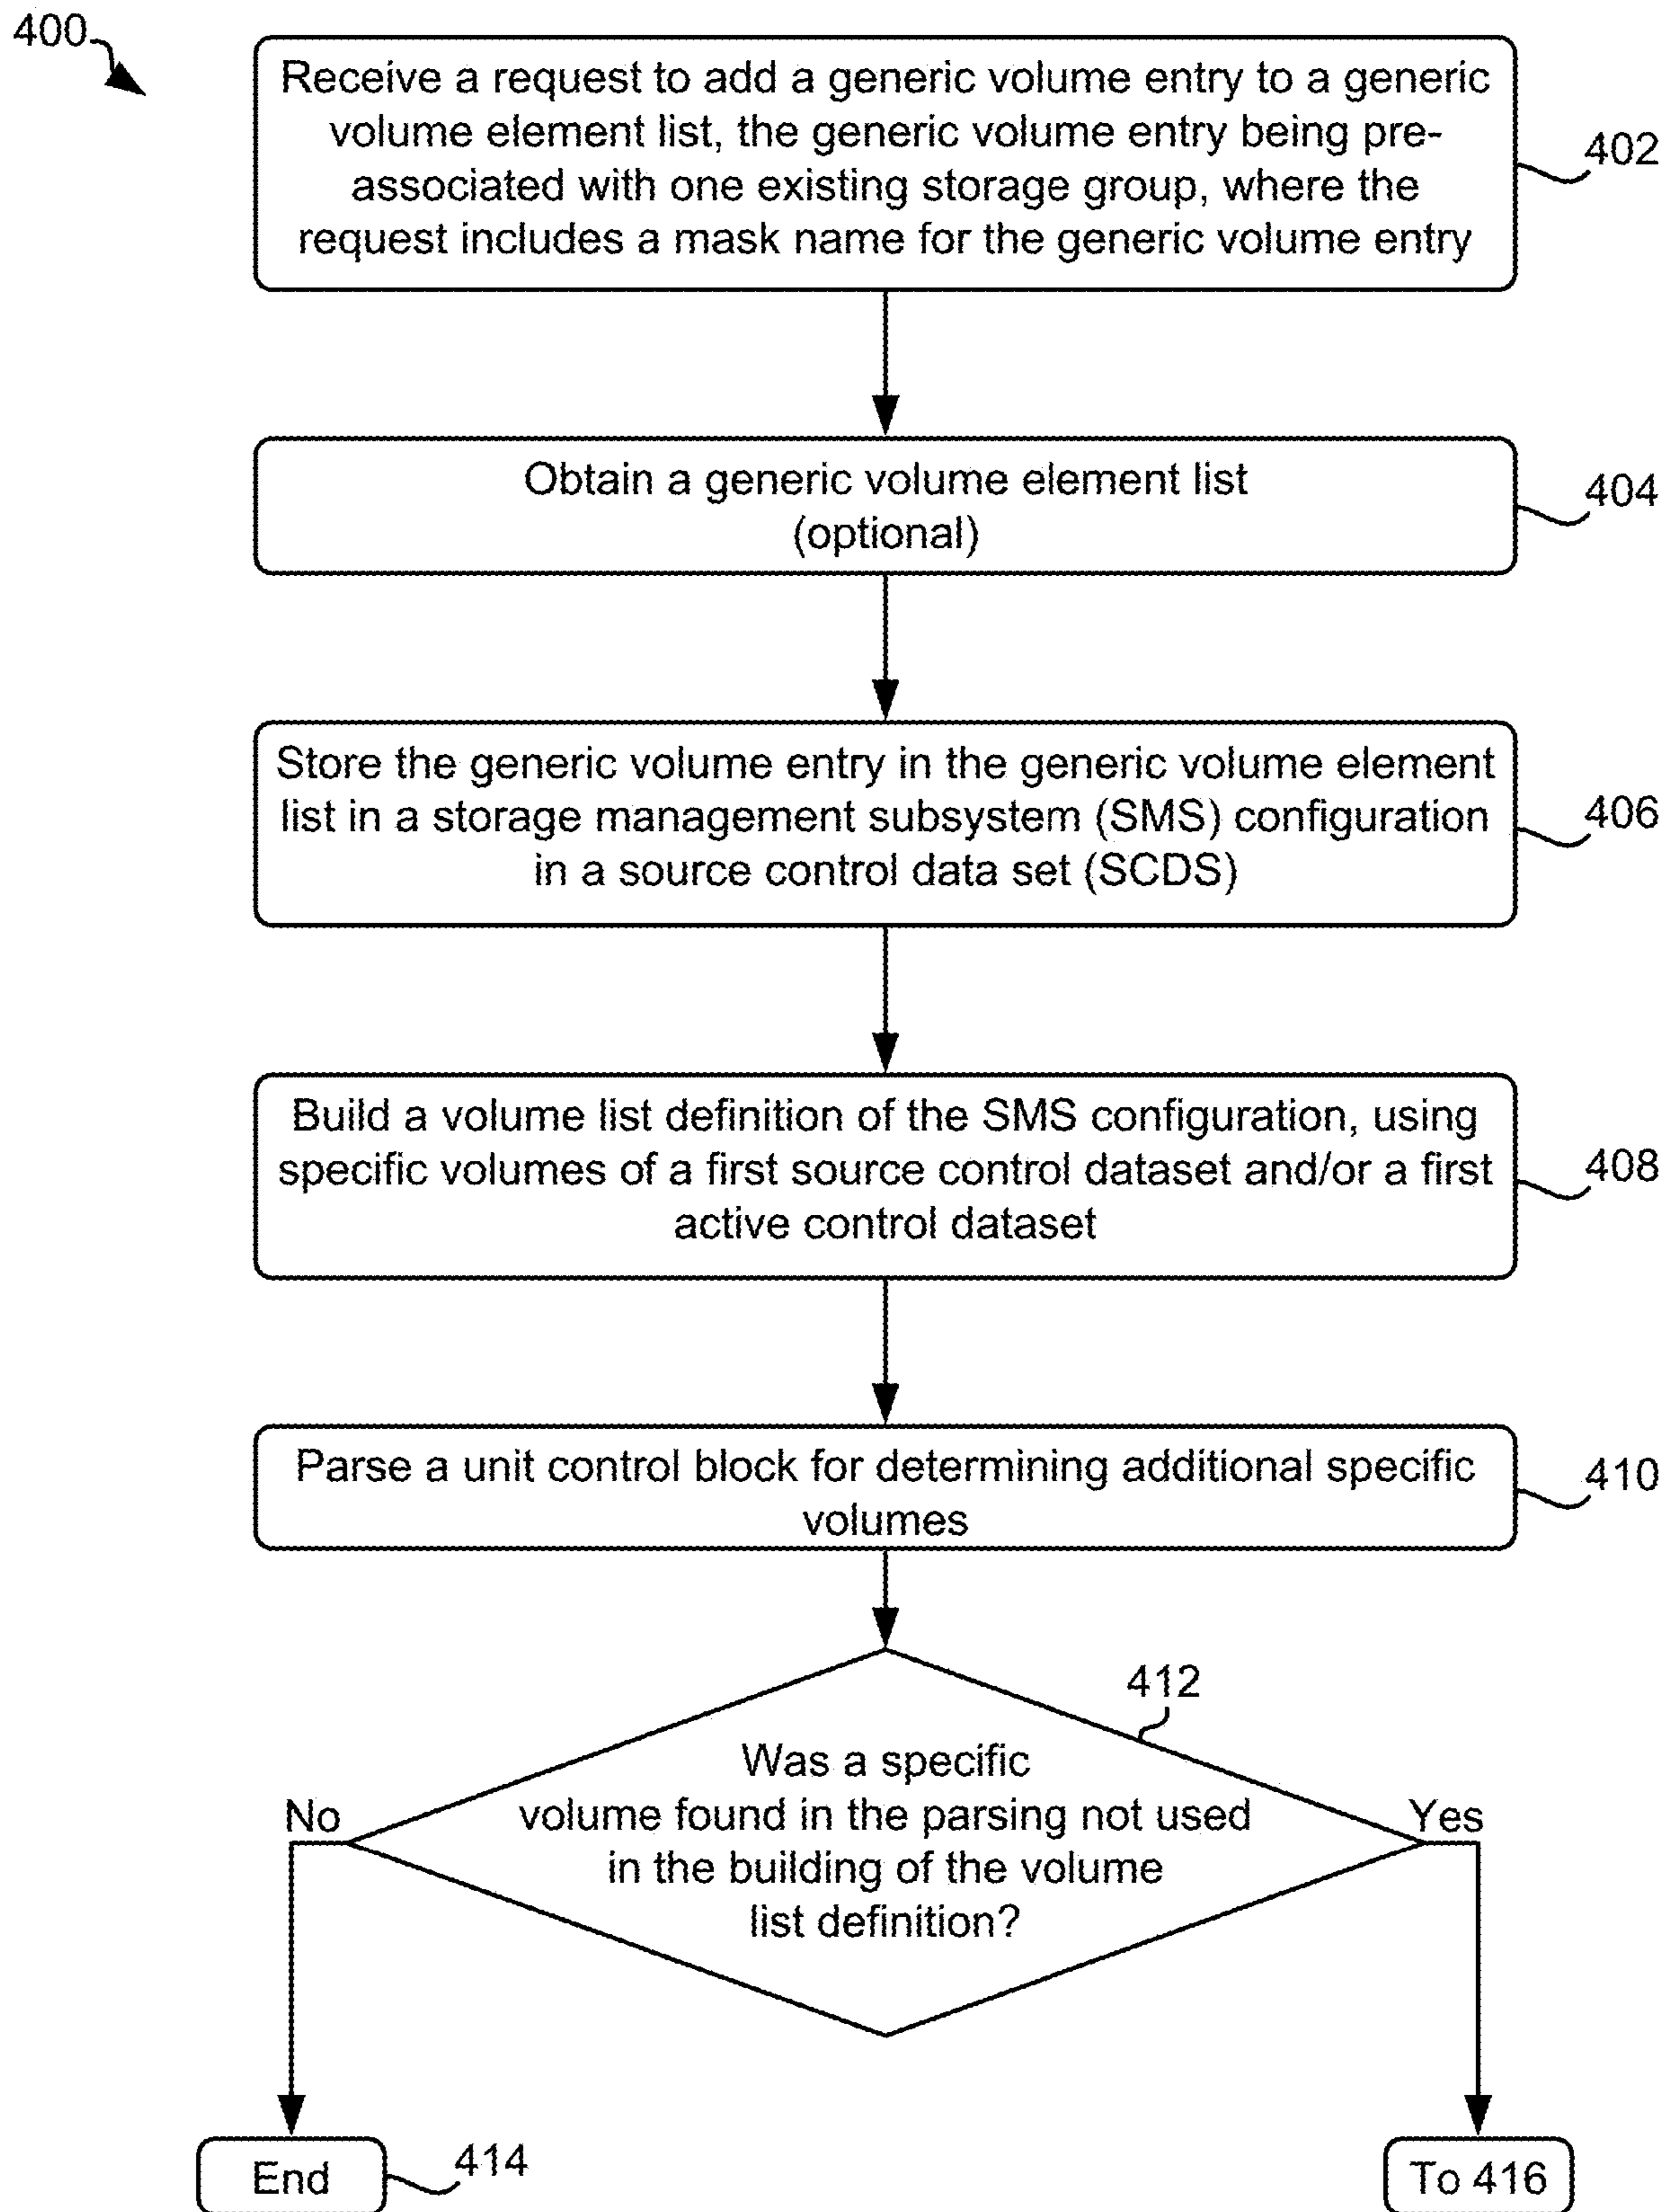 400
Receive a request to add a generic volume entry to a generic
volume element list, the generic volume entry being pre-
associated with one existing storage group, where the
request includes a mask name for the generic volume entry
402
Obtain a generic volume element list
(optional)
404
Store the generic volume entry in the generic volume element
list in a storage management subsystem (SMS) configuration
in a source control data set (SCDS)
406
Build a volume list definition of the SMS configuration, using
specific volumes of a first source control dataset and/or a first
active control dataset
408
Parse a unit control block for determining additional specific
volumes
410
412
Was a specific
volume found in the parsing not used
in the building of the volume
list definition?
No
Yes
End
414
To 416